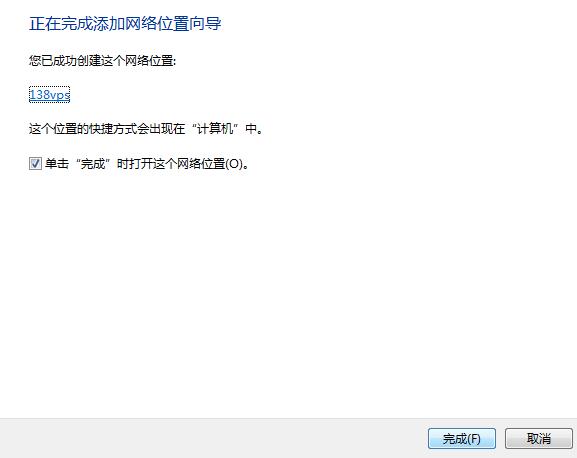 正在完成添加网络位置向导
您已成功创建这个网络位置:
138vps
这个位置的快捷方式会出现在“计算机”中。
单击“完成”时打开这个网络位置(O)。
完成(F)
取消